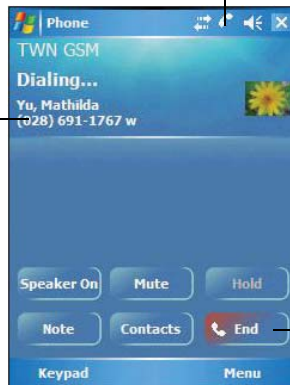 Phone
TWN GSM
Dialing...
Yu, Mathilda
(028) 691-1767 w
Speaker On Mute Hold
Note Contacts End
Keypad Menu